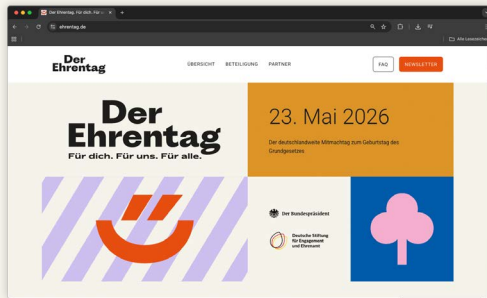 Der Ehrentag. Für dich. Für u
ehrentag.de
Alle Lesezeichen
Der
Ehrentag
ÜBERSICHT BETEILIGUNG PARTNER
FAQ
NEWSLETTER
Der
Ehrentag
Für dich. Für uns. Für alle.
23. Mai 2026
Der deutschlandweite Mitmachtag zum Geburtstag des
Grundgesetzes
Der Bundespräsident
Deutsche Stiftung
für Engagement
und Ehrenamt